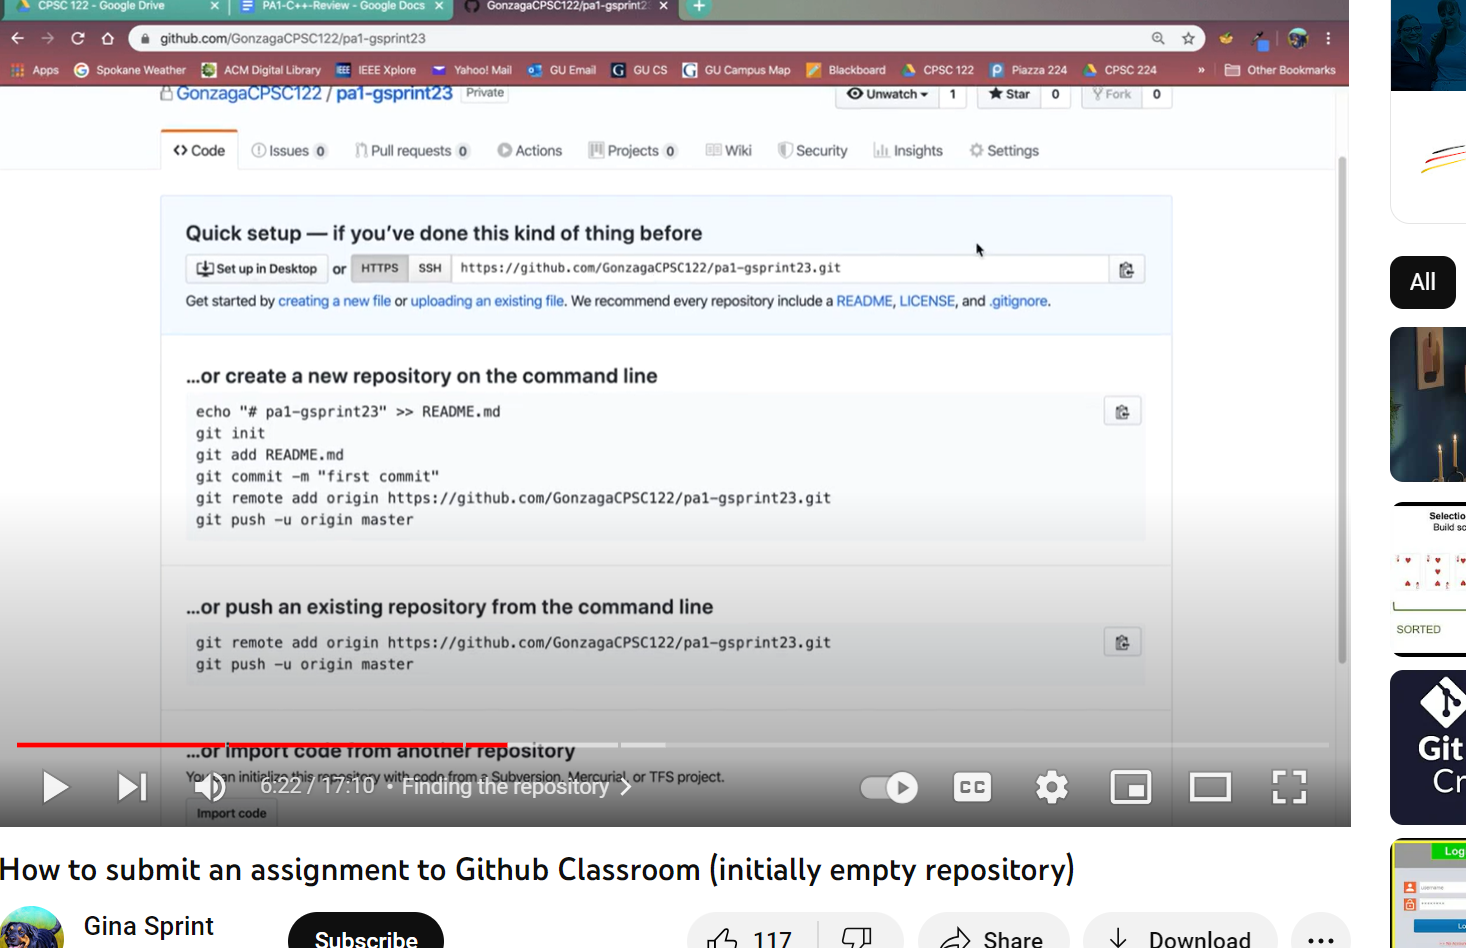 CPSC 122 - Google Drive
PA1-C++-Review - Google Docs
GonzagaCPSC122/pa1-gsprint2
github.com/GonzagaCPSC122/pa1-gsprint23
Apps Spokane Weather ACM Digital Library IEEE Xplore Yahoo! Mail GU Email GU CS GU Campus Map Blackboard CPSC 122 Piazza 224 CPSC 224 » Other Bookmarks
GonzagaCPSC122 / pa1-gsprint23 Private
Unwatch 1 Star 0 Fork 0
Code Issues 0 Pull requests 0 Actions Projects 0 Wiki Security Insights Settings
Quick setup — if you’ve done this kind of thing before
Set up in Desktop or HTTPS SSH https://github.com/GonzagaCPSC122/pa1-gsprint23.git
Get started by creating a new file or uploading an existing file. We recommend every repository include a README, LICENSE, and .gitignore.
…or create a new repository on the command line
echo "# pa1-gsprint23" >> README.md
git init
git add README.md
git commit -m "first commit"
git remote add origin https://github.com/GonzagaCPSC122/pa1-gsprint23.git
git push -u origin master
…or push an existing repository from the command line
git remote add origin https://github.com/GonzagaCPSC122/pa1-gsprint23.git
git push -u origin master
…or import code from another repository
You can initialize this repository with code from a Subversion, Mercurial, or TFS project.
6:22 / 17:10 • Finding the repository
CC
Import code
How to submit an assignment to Github Classroom (initially empty repository)
Gina Sprint
Subscribe
117
Share
Download
All
Selectio
Build sc
SORTED
Git
Cr
Log